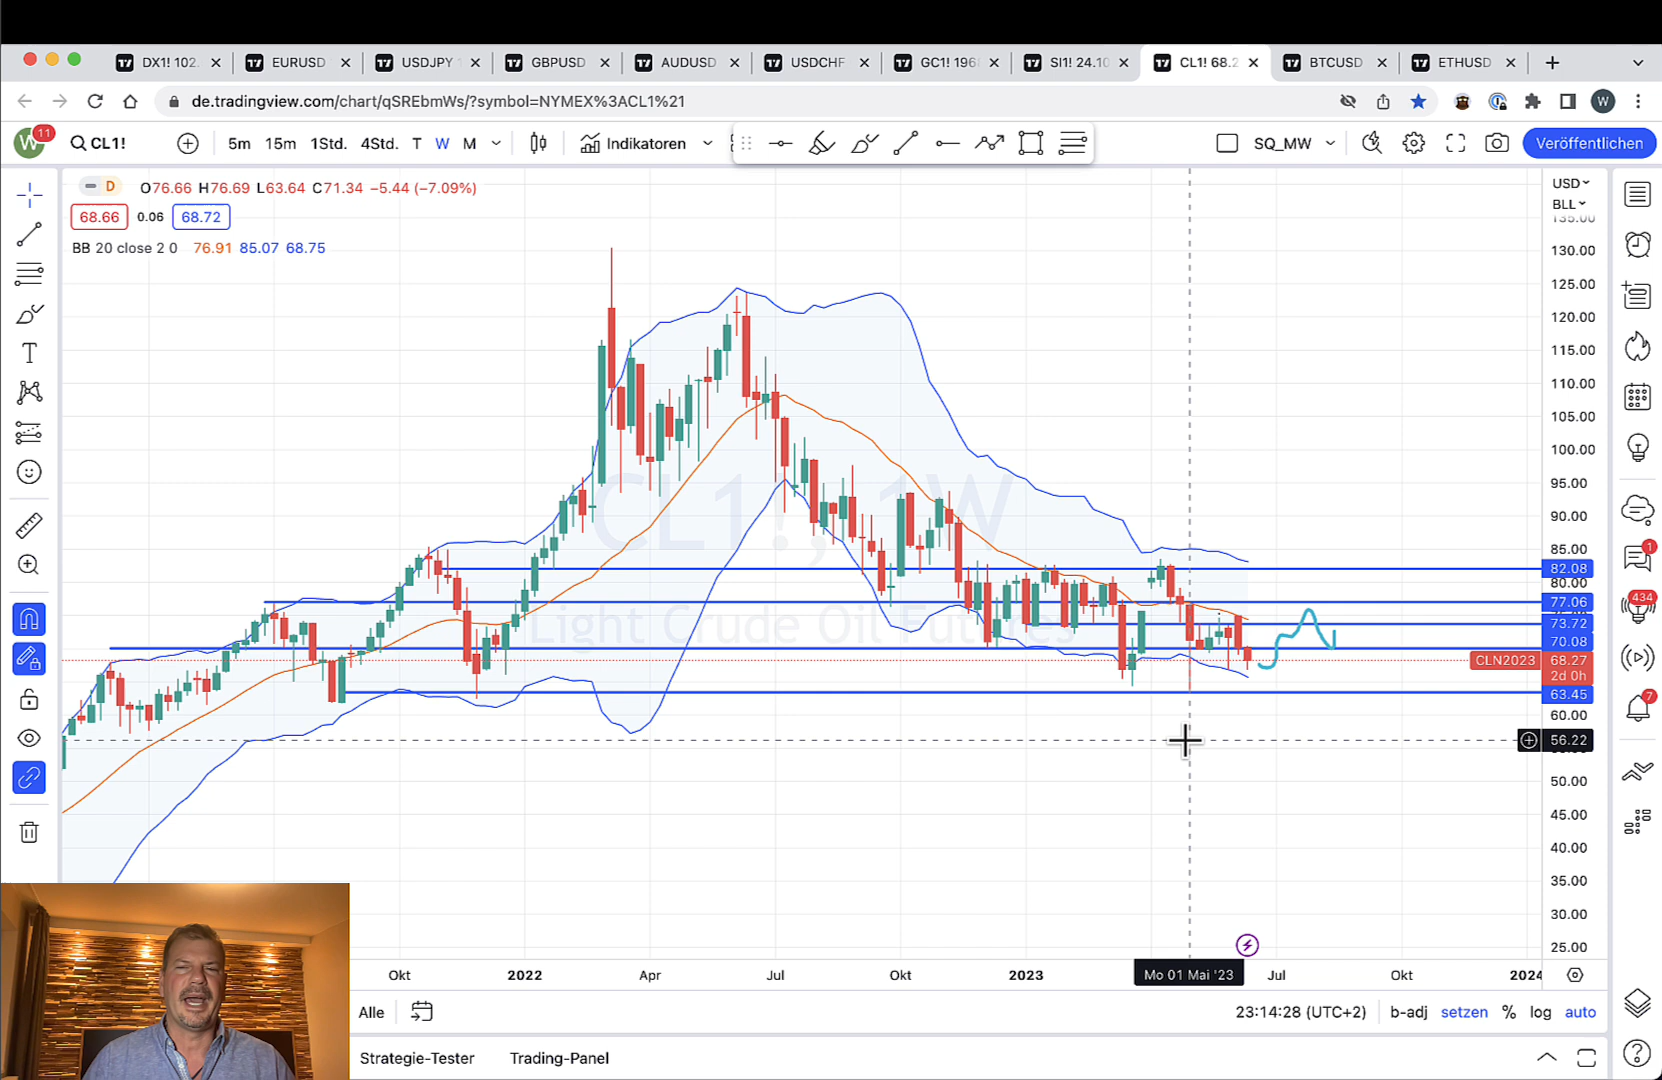 DX1! 102. EURUSD USDJPY GBPUSD AUDUSD USDCHF GC1! 196 SI1! 24.10 CL1! 68.2 BTCUSD ETHUSD
de.tradingview.com/chart/qSREbmWs/?symbol=NYMEX%3ACL1%21 W
W 11 CL1! 5m 15m 1Std. 4Std. T W M Indikatoren SQ_MW Veröffentlichen
D O76.66 H76.69 L63.64 C71.34 −5.44 (−7.09%)
USD
BLL
68.66 0.06 68.72
135.00
BB 20 close 2 0 76.91 85.07 68.75
130.00
125.00
120.00
115.00
110.00
105.00
100.00
95.00
CL1!, 1W
90.00
85.00
82.08
80.00
77.06
Light Crude Oil Futures
73.72
70.08
CLN2023 68.27
2d 0h
63.45
60.00
56.22
50.00
45.00
40.00
35.00
30.00
25.00
1
434
7
Okt 2022 Apr Jul Okt 2023 Mo 01 Mai '23 Jul Okt 2024
Alle 23:14:28 (UTC+2) b-adj setzen % log auto
Strategie-Tester Trading-Panel